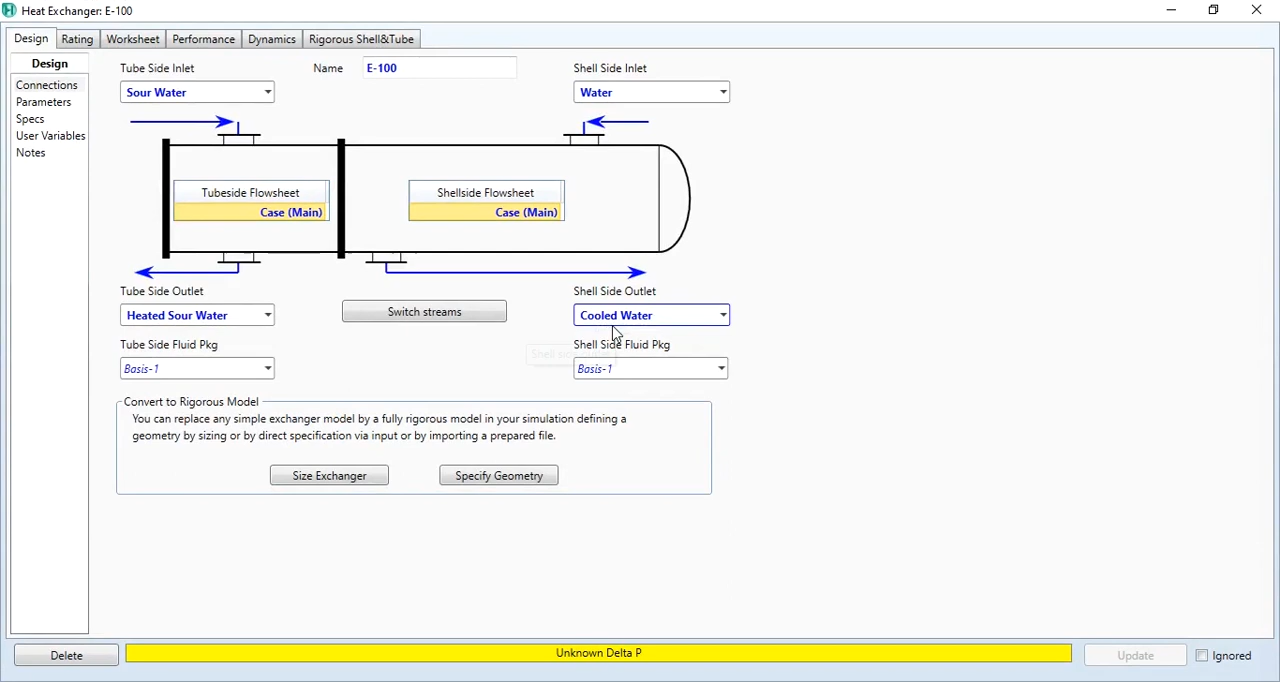 Heat Exchanger: E-100
Design Rating Worksheet Performance Dynamics Rigorous Shell&Tube
Design
Connections
Parameters
Specs
User Variables
Notes
Tube Side Inlet
Sour Water
Name E-100
Shell Side Inlet
Water
Tubeside Flowsheet
Case (Main)
Shellside Flowsheet
Case (Main)
Tube Side Outlet
Heated Sour Water
Switch streams
Shell Side Outlet
Cooled Water
Tube Side Fluid Pkg
Basis-1
Shell Side Fluid Pkg
Basis-1
Convert to Rigorous Model
You can replace any simple exchanger model by a fully rigorous model in your simulation defining a
geometry by sizing or by direct specification via input or by importing a prepared file.
Size Exchanger Specify Geometry
Delete Unknown Delta P Update Ignored